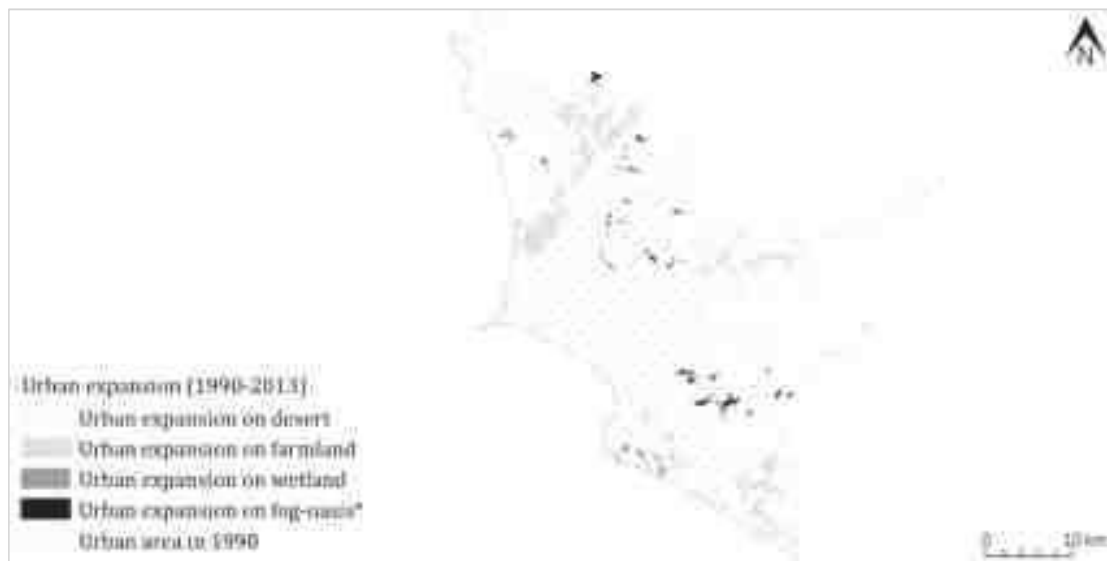 N
Urban expansion (1990-2013)
Urban expansion on desert
Urban expansion on farmland
Urban expansion on wetland
Urban expansion on fog-oasis*
Urban area in 1990
0 10 km